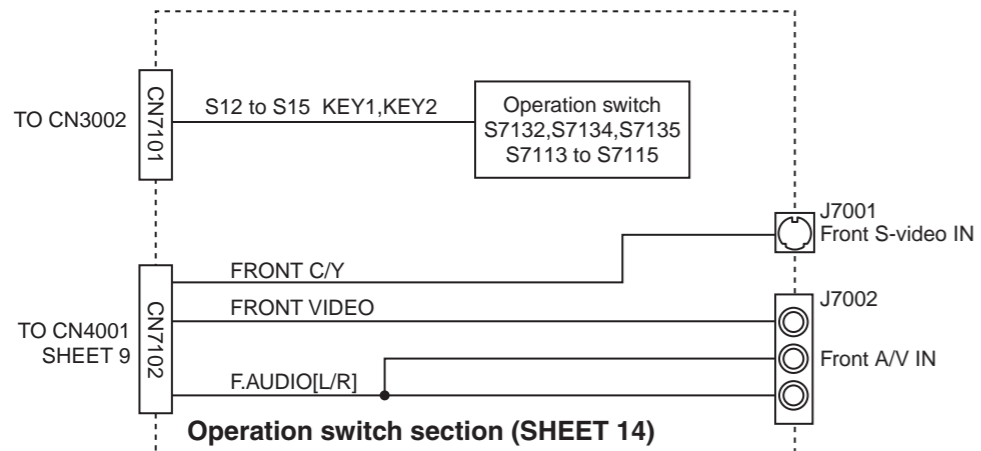 TO CN3002
CN7101
S12 to S15 KEY1,KEY2
Operation switch
S7132,S7134,S7135
S7113 to S7115
J7001
Front S-video IN
TO CN4001
SHEET 9
CN7102
FRONT C/Y
FRONT VIDEO
F.AUDIO[L/R]
J7002
Front A/V IN
Operation switch section (SHEET 14)